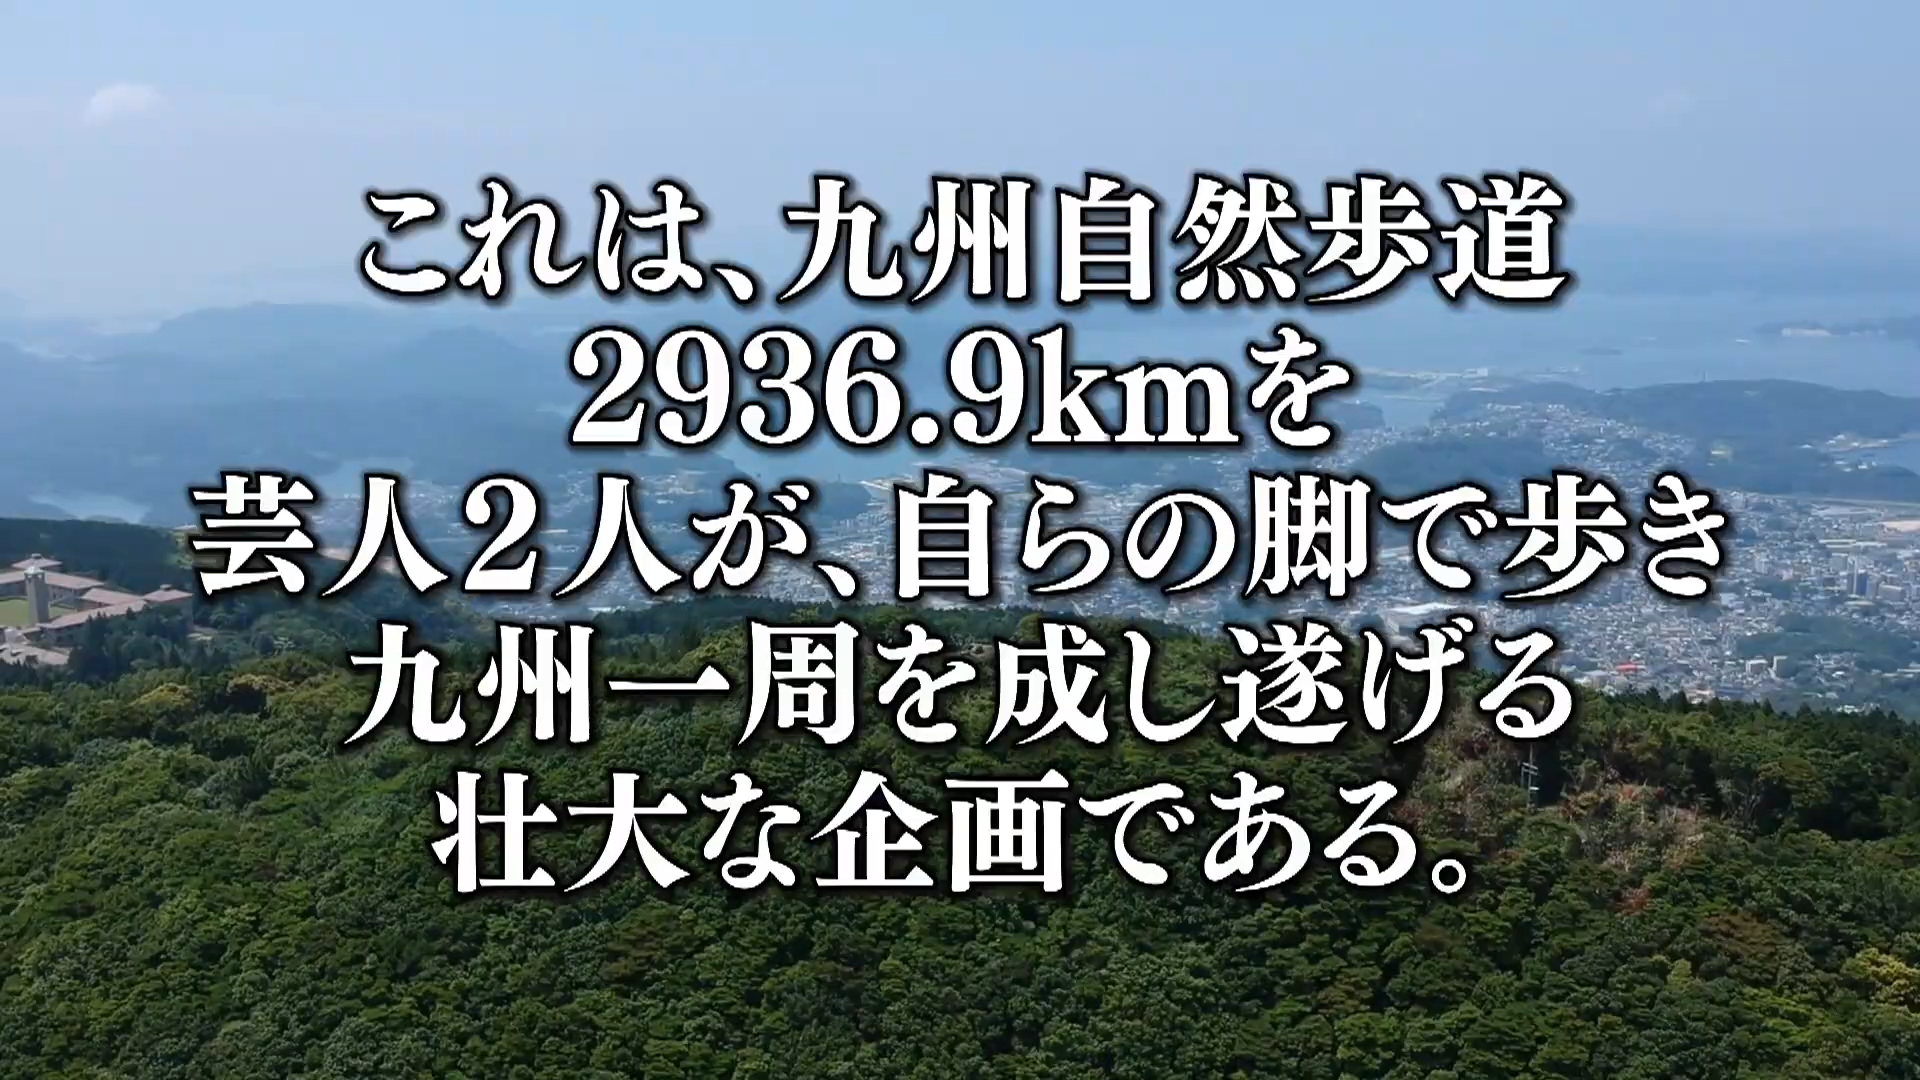 これは、九州自然歩道
2936.9kmを
芸人２人が、自らの脚で歩き
九州一周を成し遂げる
壮大な企画である。